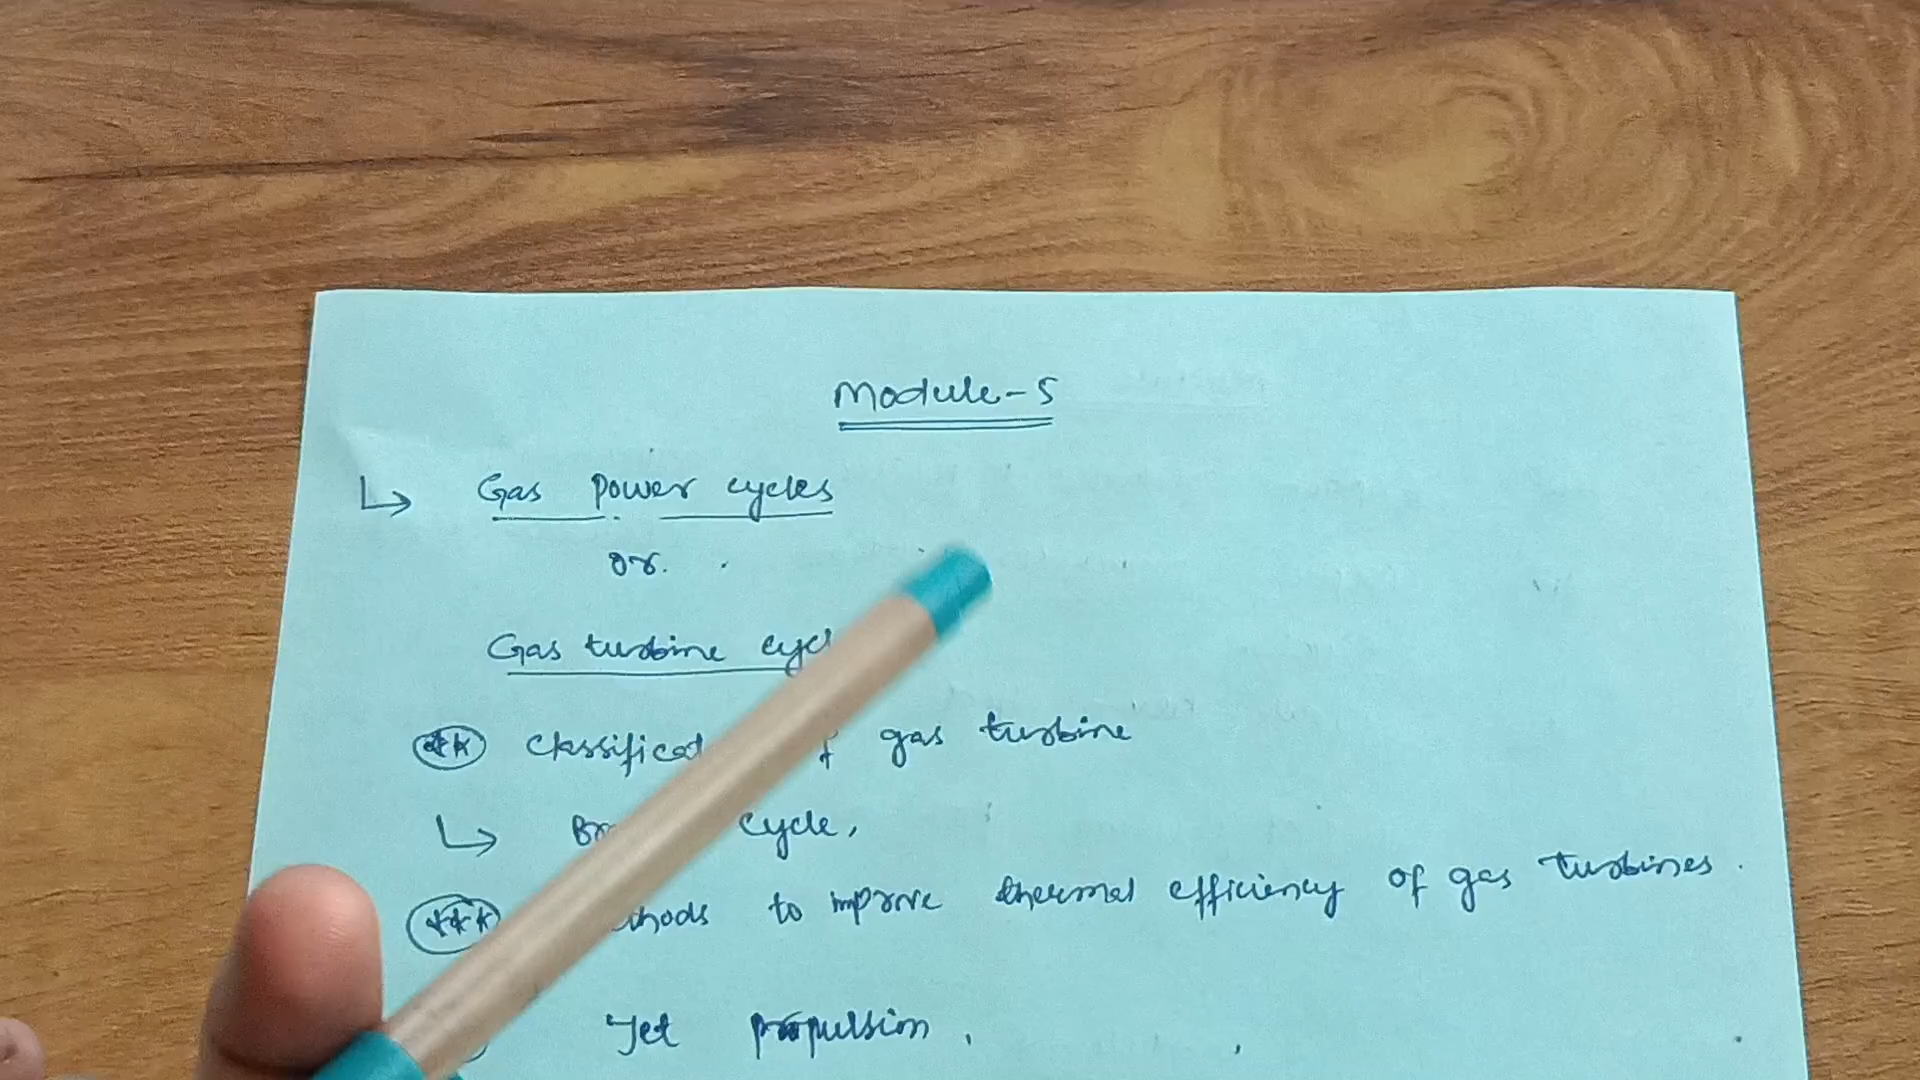 Module-5
↳ Gas power cycles
or.
Gas turbine
** gas turbine
↳ cycle,
*** to improve thermal efficiency of gas turbines.
Jet propulsion.